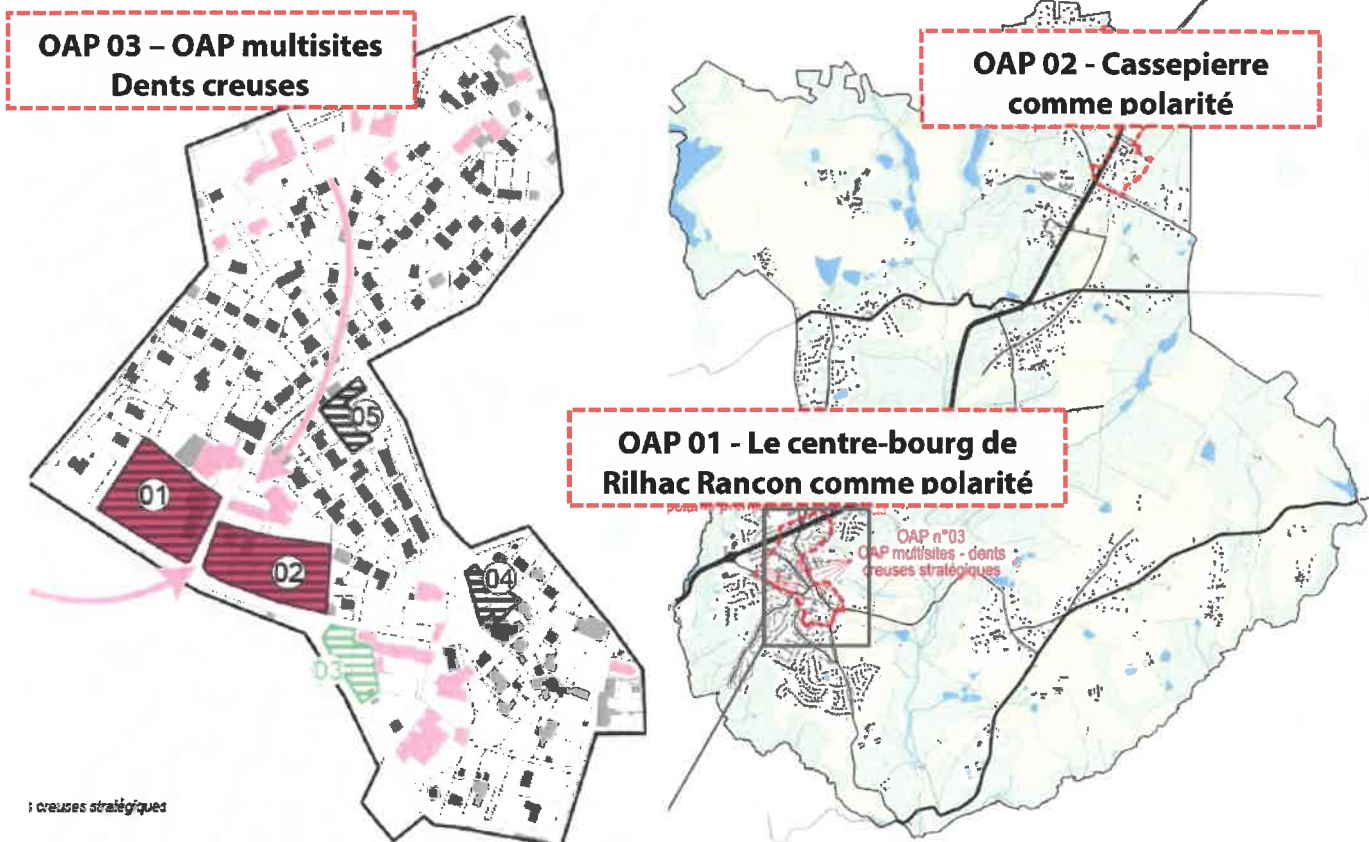 OAP 03 – OAP multisites
Dents creuses
OAP 02 - Cassepierre
comme polarité
OAP 01 - Le centre-bourg de
Rilhac Rancon comme polarité
OAP n°03
OAP multisites - dents
creuses stratégiques
01
02
03
04
05
creuses stratégiques